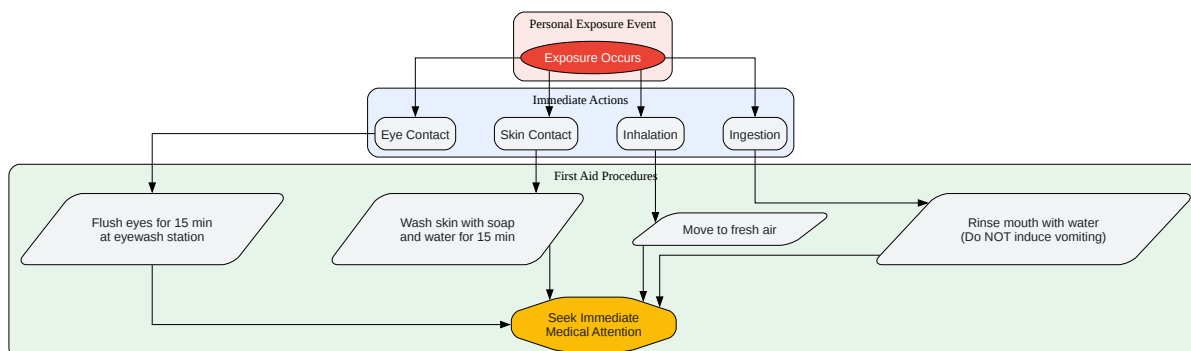 Personal Exposure Event
Exposure Occurs
Immediate Actions
Eye Contact
Skin Contact
Inhalation
Ingestion
First Aid Procedures
Flush eyes for 15 min
at eyewash station
Wash skin with soap
and water for 15 min
Move to fresh air
Rinse mouth with water
(Do NOT induce vomiting)
Seek Immediate
Medical Attention